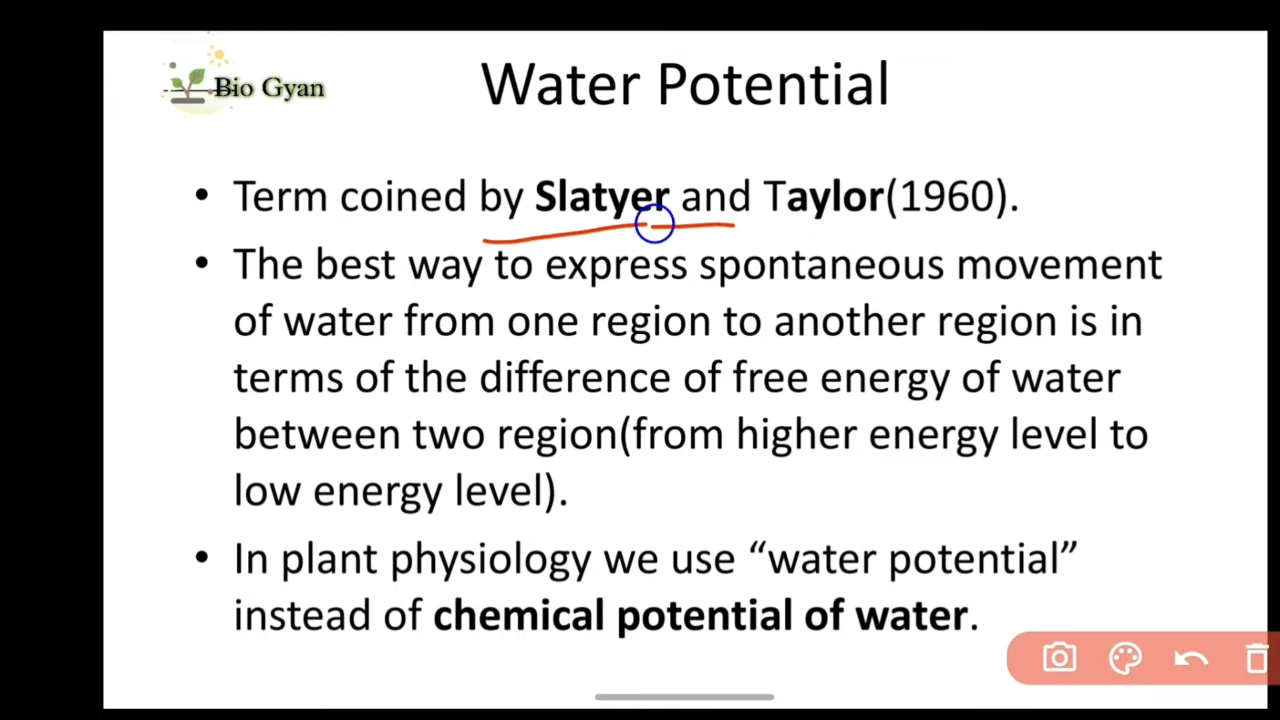 Bio Gyan
Water Potential
• Term coined by Slatyer and Taylor(1960).
• The best way to express spontaneous movement
of water from one region to another region is in
terms of the difference of free energy of water
between two region(from higher energy level to
low energy level).
• In plant physiology we use “water potential”
instead of chemical potential of water.